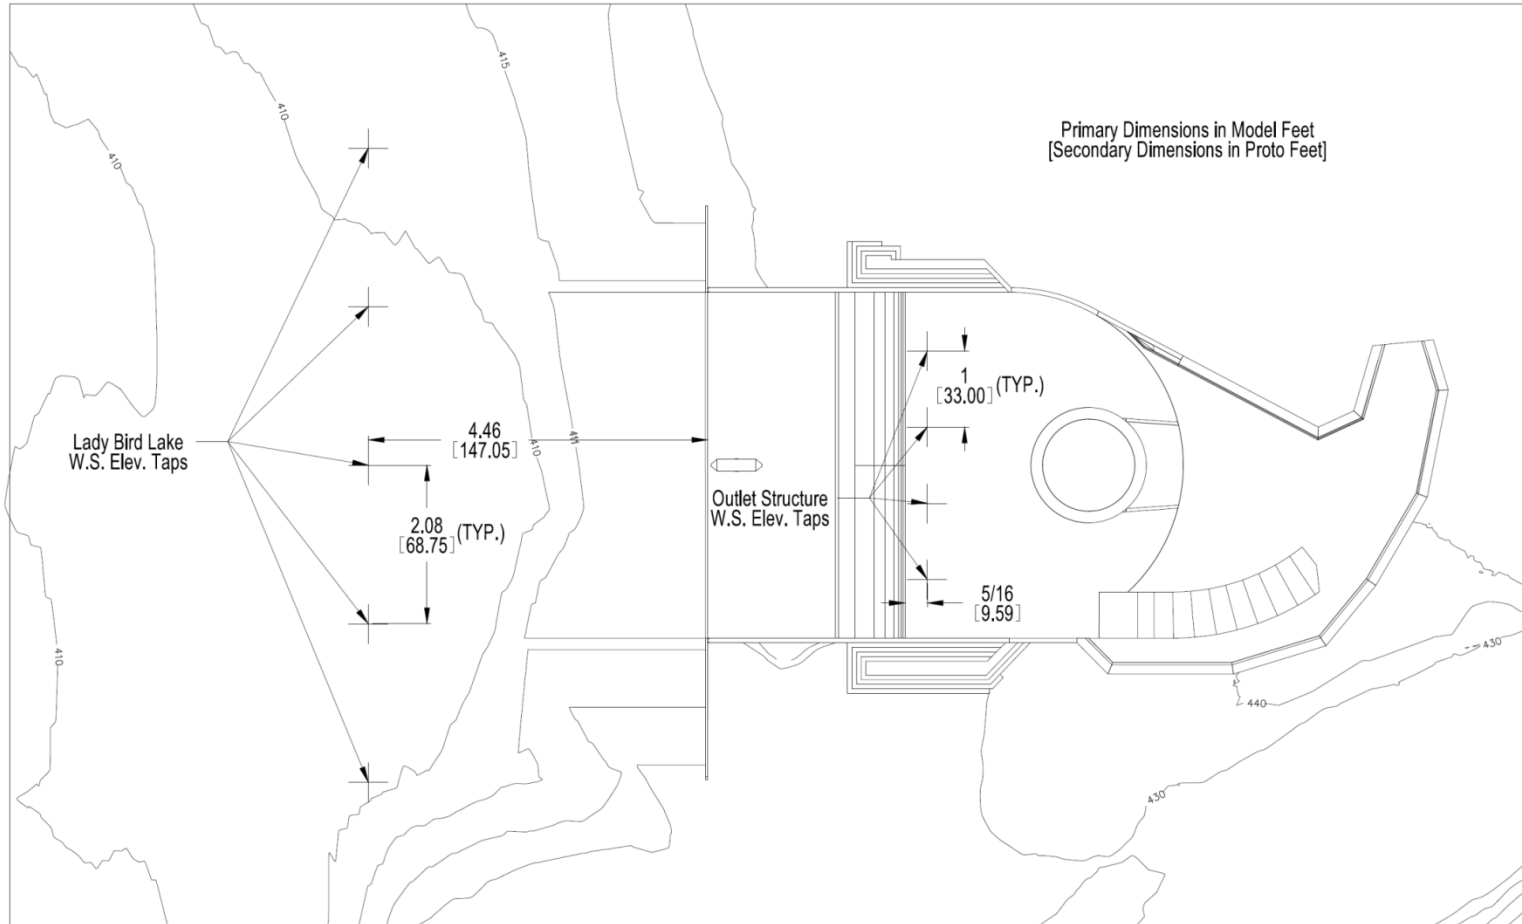 415
410
410
Primary Dimensions in Model Feet
[Secondary Dimensions in Proto Feet]
1
[33.00]
(TYP.)
4.46
[147.05]
410
411
Lady Bird Lake
W.S. Elev. Taps
Outlet Structure
W.S. Elev. Taps
2.08
[68.75]
(TYP.)
5/16
[9.59]
410
430
440
430